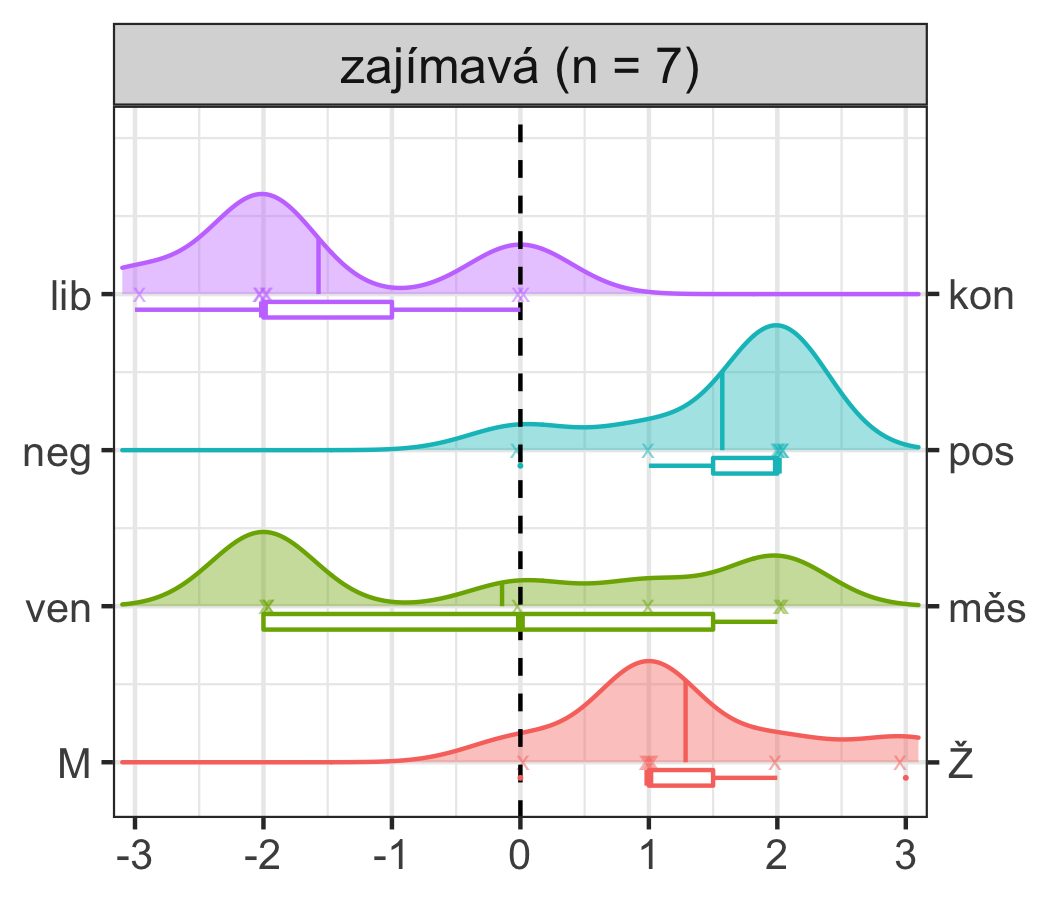 zajímavá (n = 7)
lib kon
neg pos
ven měs
M Ž
-3 -2 -1 0 1 2 3